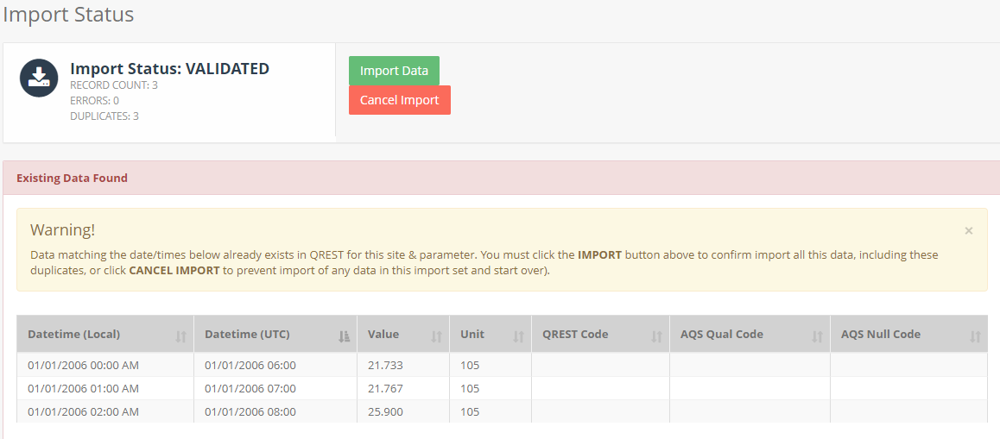 Import Status
Import Status: VALIDATED
RECORD COUNT: 3
ERRORS: 0
DUPLICATES: 3
Import Data
Cancel Import
Existing Data Found
Warning!
×
Data matching the date/times below already exists in QREST for this site & parameter. You must click the IMPORT button above to confirm import all this data, including these
duplicates, or click CANCEL IMPORT to prevent import of any data in this import set and start over).
Datetime (Local) Datetime (UTC) Value Unit QREST Code AQS Qual Code AQS Null Code
01/01/2006 00:00 AM 01/01/2006 06:00 21.733 105
01/01/2006 01:00 AM 01/01/2006 07:00 21.767 105
01/01/2006 02:00 AM 01/01/2006 08:00 25.900 105